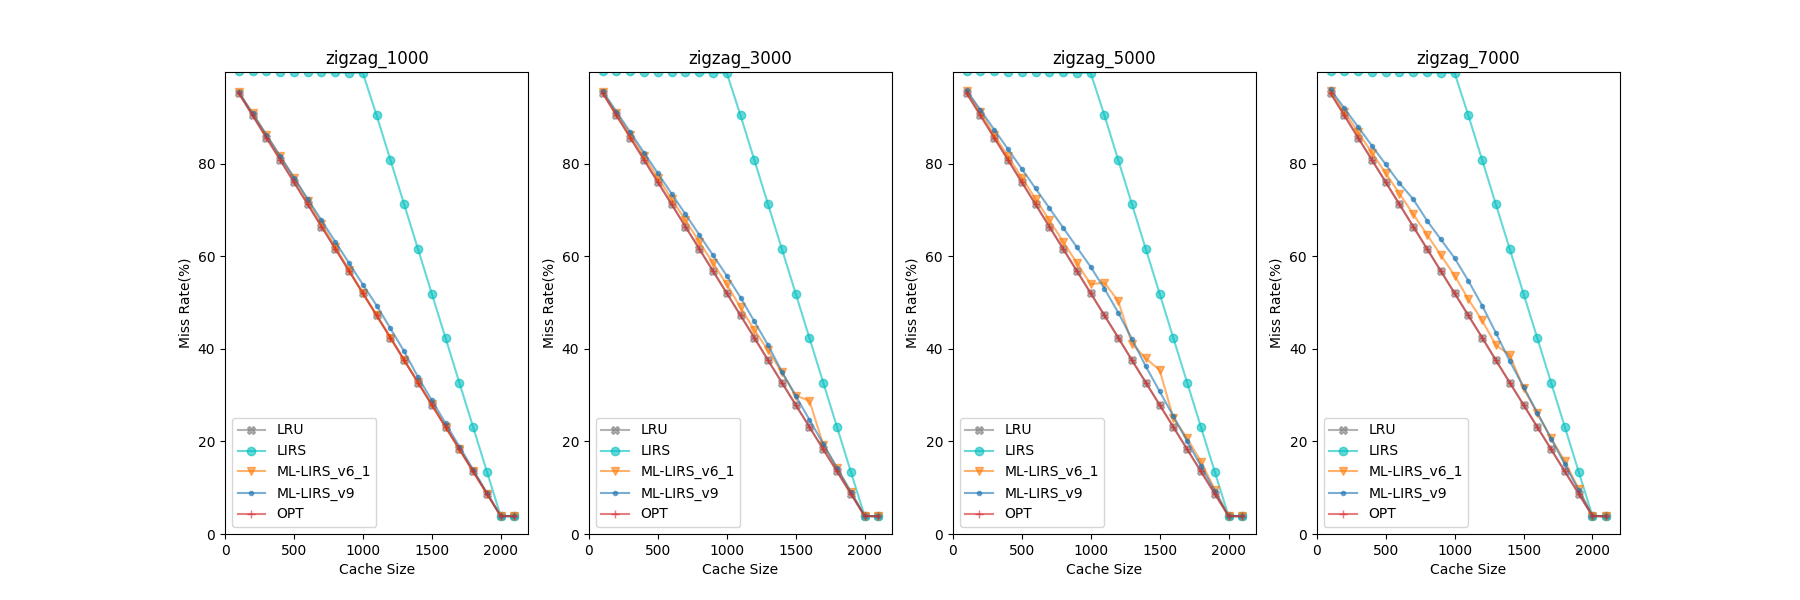 zigzag_1000
Miss Rate(%)
80
60
40
20
0
0 500 1000 1500 2000
Cache Size
LRU
LIRS
ML-LIRS_v6_1
ML-LIRS_v9
OPT
zigzag_3000
Miss Rate(%)
80
60
40
20
0
0 500 1000 1500 2000
Cache Size
LRU
LIRS
ML-LIRS_v6_1
ML-LIRS_v9
OPT
zigzag_5000
Miss Rate(%)
80
60
40
20
0
0 500 1000 1500 2000
Cache Size
LRU
LIRS
ML-LIRS_v6_1
ML-LIRS_v9
OPT
zigzag_7000
Miss Rate(%)
80
60
40
20
0
0 500 1000 1500 2000
Cache Size
LRU
LIRS
ML-LIRS_v6_1
ML-LIRS_v9
OPT